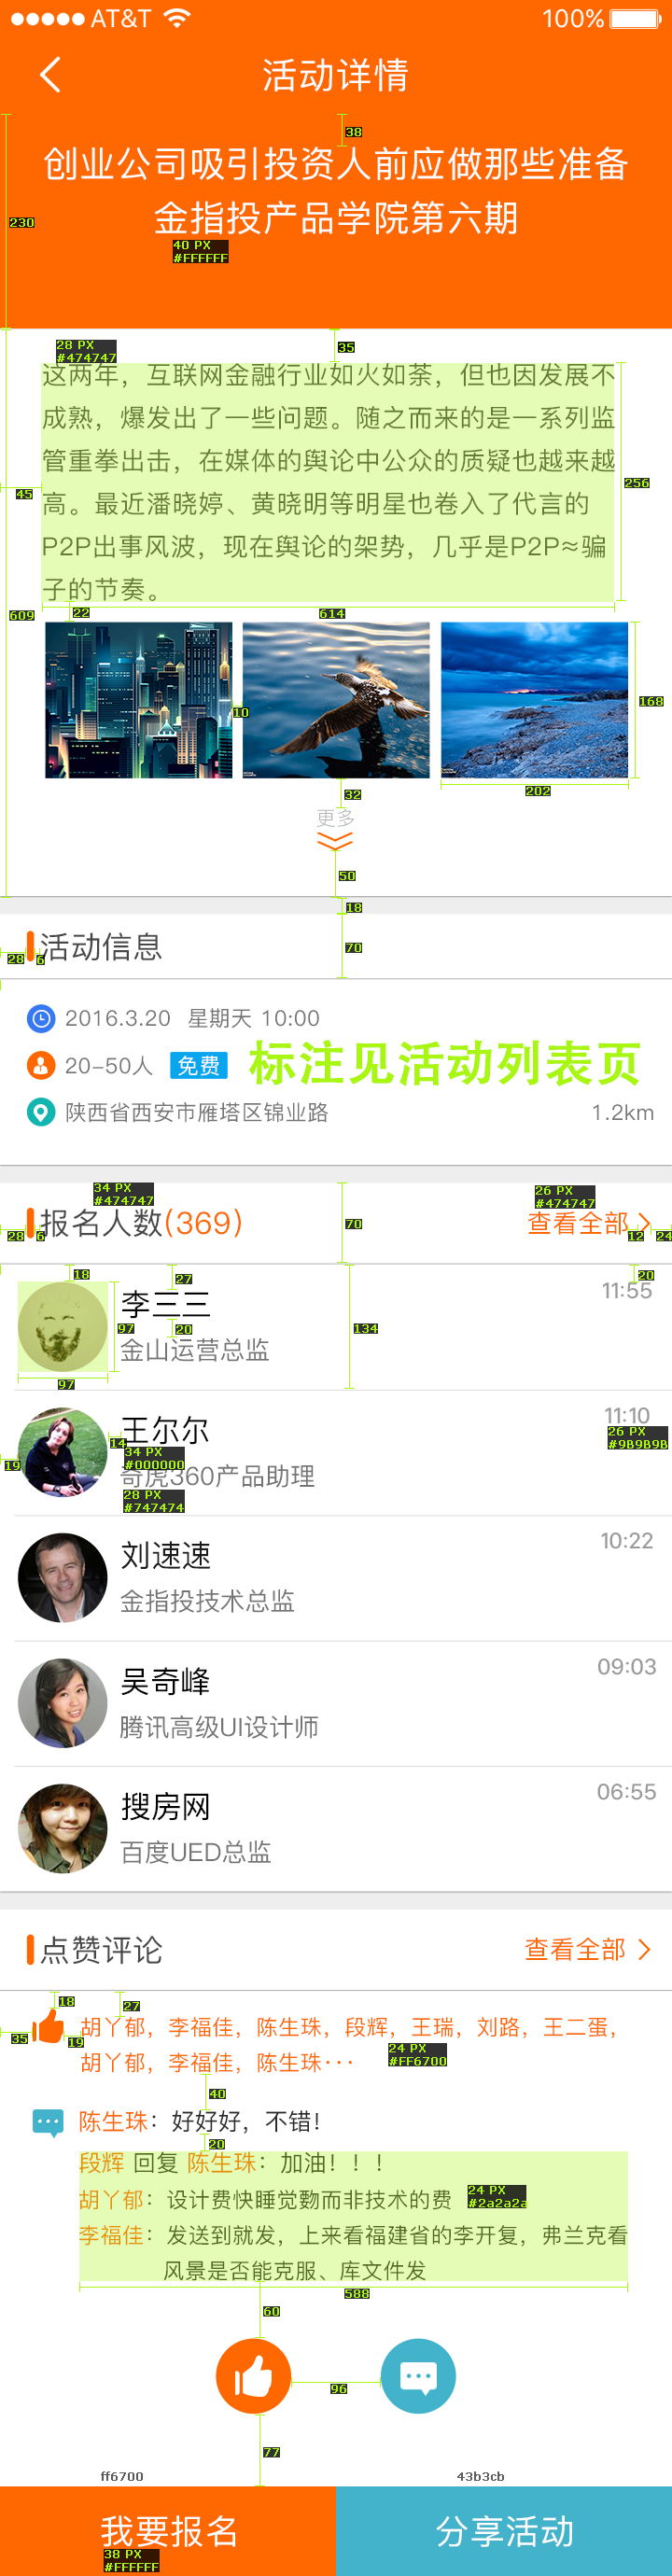 AT&T 100%
活动详情
38
创业公司吸引投资人前应做那些准备
230
金指投产品学院第六期
40 PX
#FFFFFF
28 PX
#474747
35
这两年，互联网金融行业如火如荼，但也因发展不
成熟，爆发出了一些问题。随之而来的是一系列监
管重拳出击，在媒体的舆论中公众的质疑也越来越
256
45
高。最近潘晓婷、黄晓明等明星也卷入了代言的
P2P出事风波，现在舆论的架势，几乎是P2P≈骗
子的节奏。
609 22 614
168
10
32 202
更多
50
18
28 6 活动信息 70
2016.3.20 星期天 10:00
20-50人 免费 标注见活动列表页
陕西省西安市雁塔区锦业路 1.2km
34 PX
#474747
26 PX
#474747
28 6 报名人数(369) 70 查看全部 12 24
18 27 20
李三三 11:55
97 20 134
金山运营总监
97
王尔尔 11:10
14
26 PX
#9B9B9B
19
34 PX
#000000
奇虎360产品助理
28 PX
#747474
刘速速 10:22
金指投技术总监
吴奇峰 09:03
腾讯高级UI设计师
搜房网 06:55
百度UED总监
点赞评论 查看全部
18 27
35 19 胡丫郁，李福佳，陈生珠，段辉，王瑞，刘路，王二蛋，
胡丫郁，李福佳，陈生珠···
24 PX
#FF6700
40
陈生珠：好好好，不错！
20
段辉 回复 陈生珠：加油！！！
胡丫郁：设计费快睡觉覅而非技术的费
24 PX
#2a2a2a
李福佳：发送到就发，上来看福建省的李开复，弗兰克看
风景是否能克服、库文件发
588
60
96
77
ff6700 43b3cb
我要报名 分享活动
38 PX
#FFFFFF